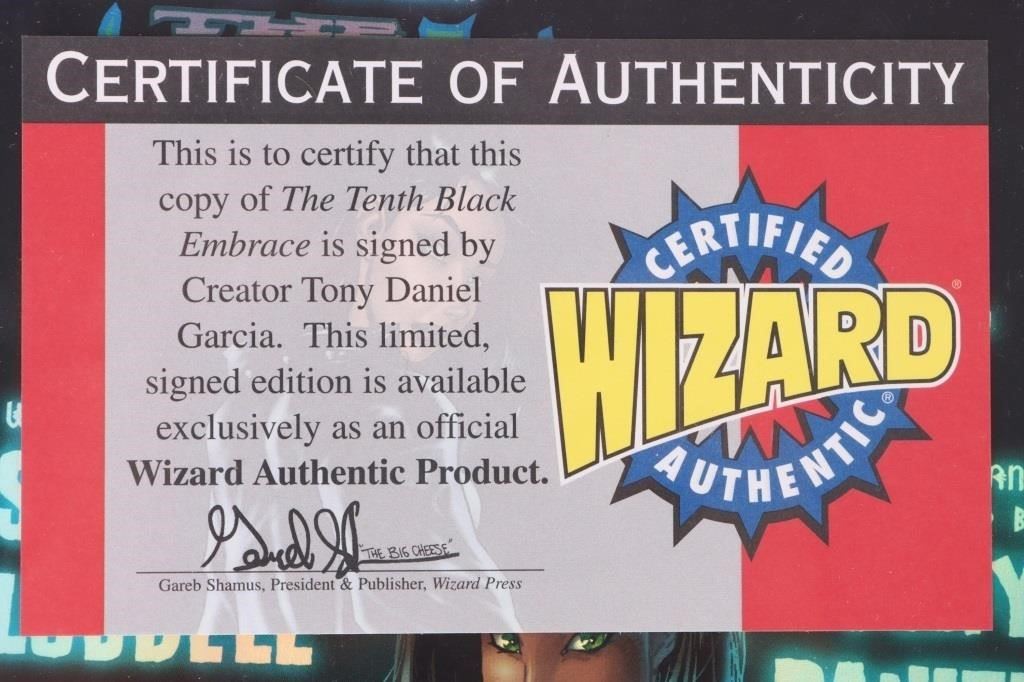 THE
CERTIFICATE OF AUTHENTICITY
This is to certify that this
copy of The Tenth Black
Embrace is signed by
Creator Tony Daniel
Garcia. This limited,
signed edition is available
exclusively as an official
Wizard Authentic Product.
"THE BIG CHEESE"
Gareb Shamus, President & Publisher, Wizard Press
CERTIFIED
WIZARD®
AUTHENTIC®